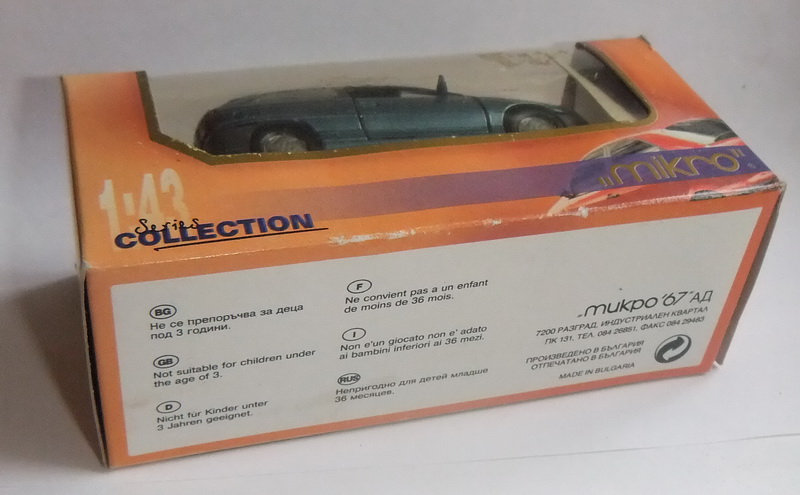 1:43
Series
COLLECTION
„mikro“®
BG
Не се препоръчва за деца
под 3 години.
GB
Not suitable for children under
the age of 3.
D
Nicht für Kinder unter
3 Jahren geeignet.
F
Ne convient pas a un enfant
de moins de 36 mois.
I
Non e'un giocato non e' adato
ai bambini inferiori ai 36 mezi.
RUS
Непригодно для детей младше
36 месяцев.
„микро '67“ АД
7200 РАЗГРАД, ИНДУСТРИАЛЕН КВАРТАЛ
ПК 131, ТЕЛ. 084 26851, ФАКС 084 29463
ПРОИЗВЕДЕНО В БЪЛГАРИЯ
ОТПЕЧАТАНО В БЪЛГАРИЯ
MADE IN BULGARIA